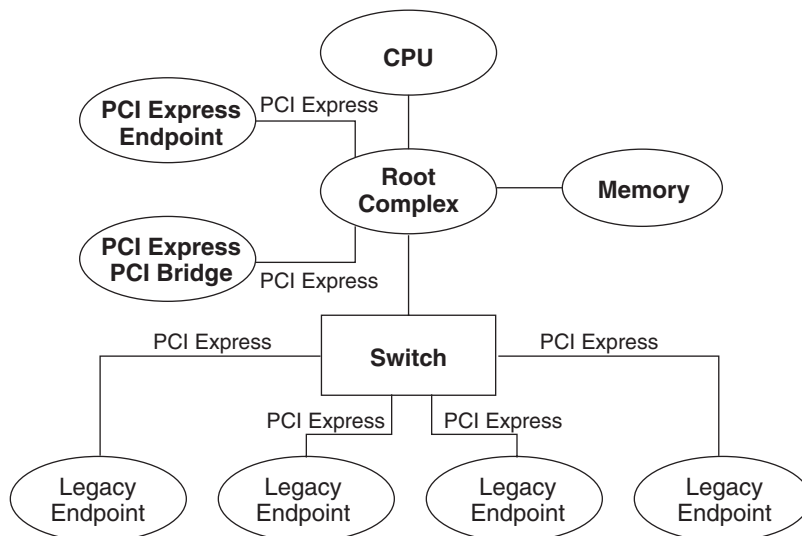 CPU
PCI Express
PCI Express
Endpoint
Root
Complex
Memory
PCI Express
PCI Bridge
PCI Express
PCI Express
Switch
PCI Express
PCI Express
PCI Express
Legacy
Endpoint
Legacy
Endpoint
Legacy
Endpoint
Legacy
Endpoint